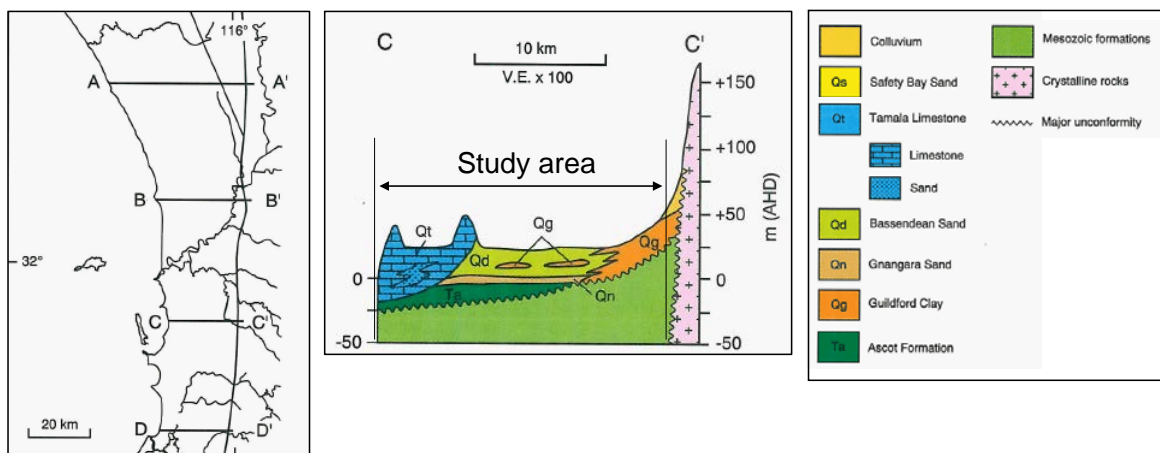 116°
A
A'
B
B'
32°
C
C'
D
D'
20 km
C
C'
10 km
V.E. x 100
+150
+100
+50
0
-50
m (AHD)
Study area
Qt
Qg
Qd
Qg
Ta
Qn
0
-50
Colluvium
Qs Safety Bay Sand
Qt Tamala Limestone
Limestone
Sand
Qd Bassendean Sand
Qn Gnangara Sand
Qg Guildford Clay
Ta Ascot Formation
Mesozoic formations
Crystalline rocks
Major unconformity